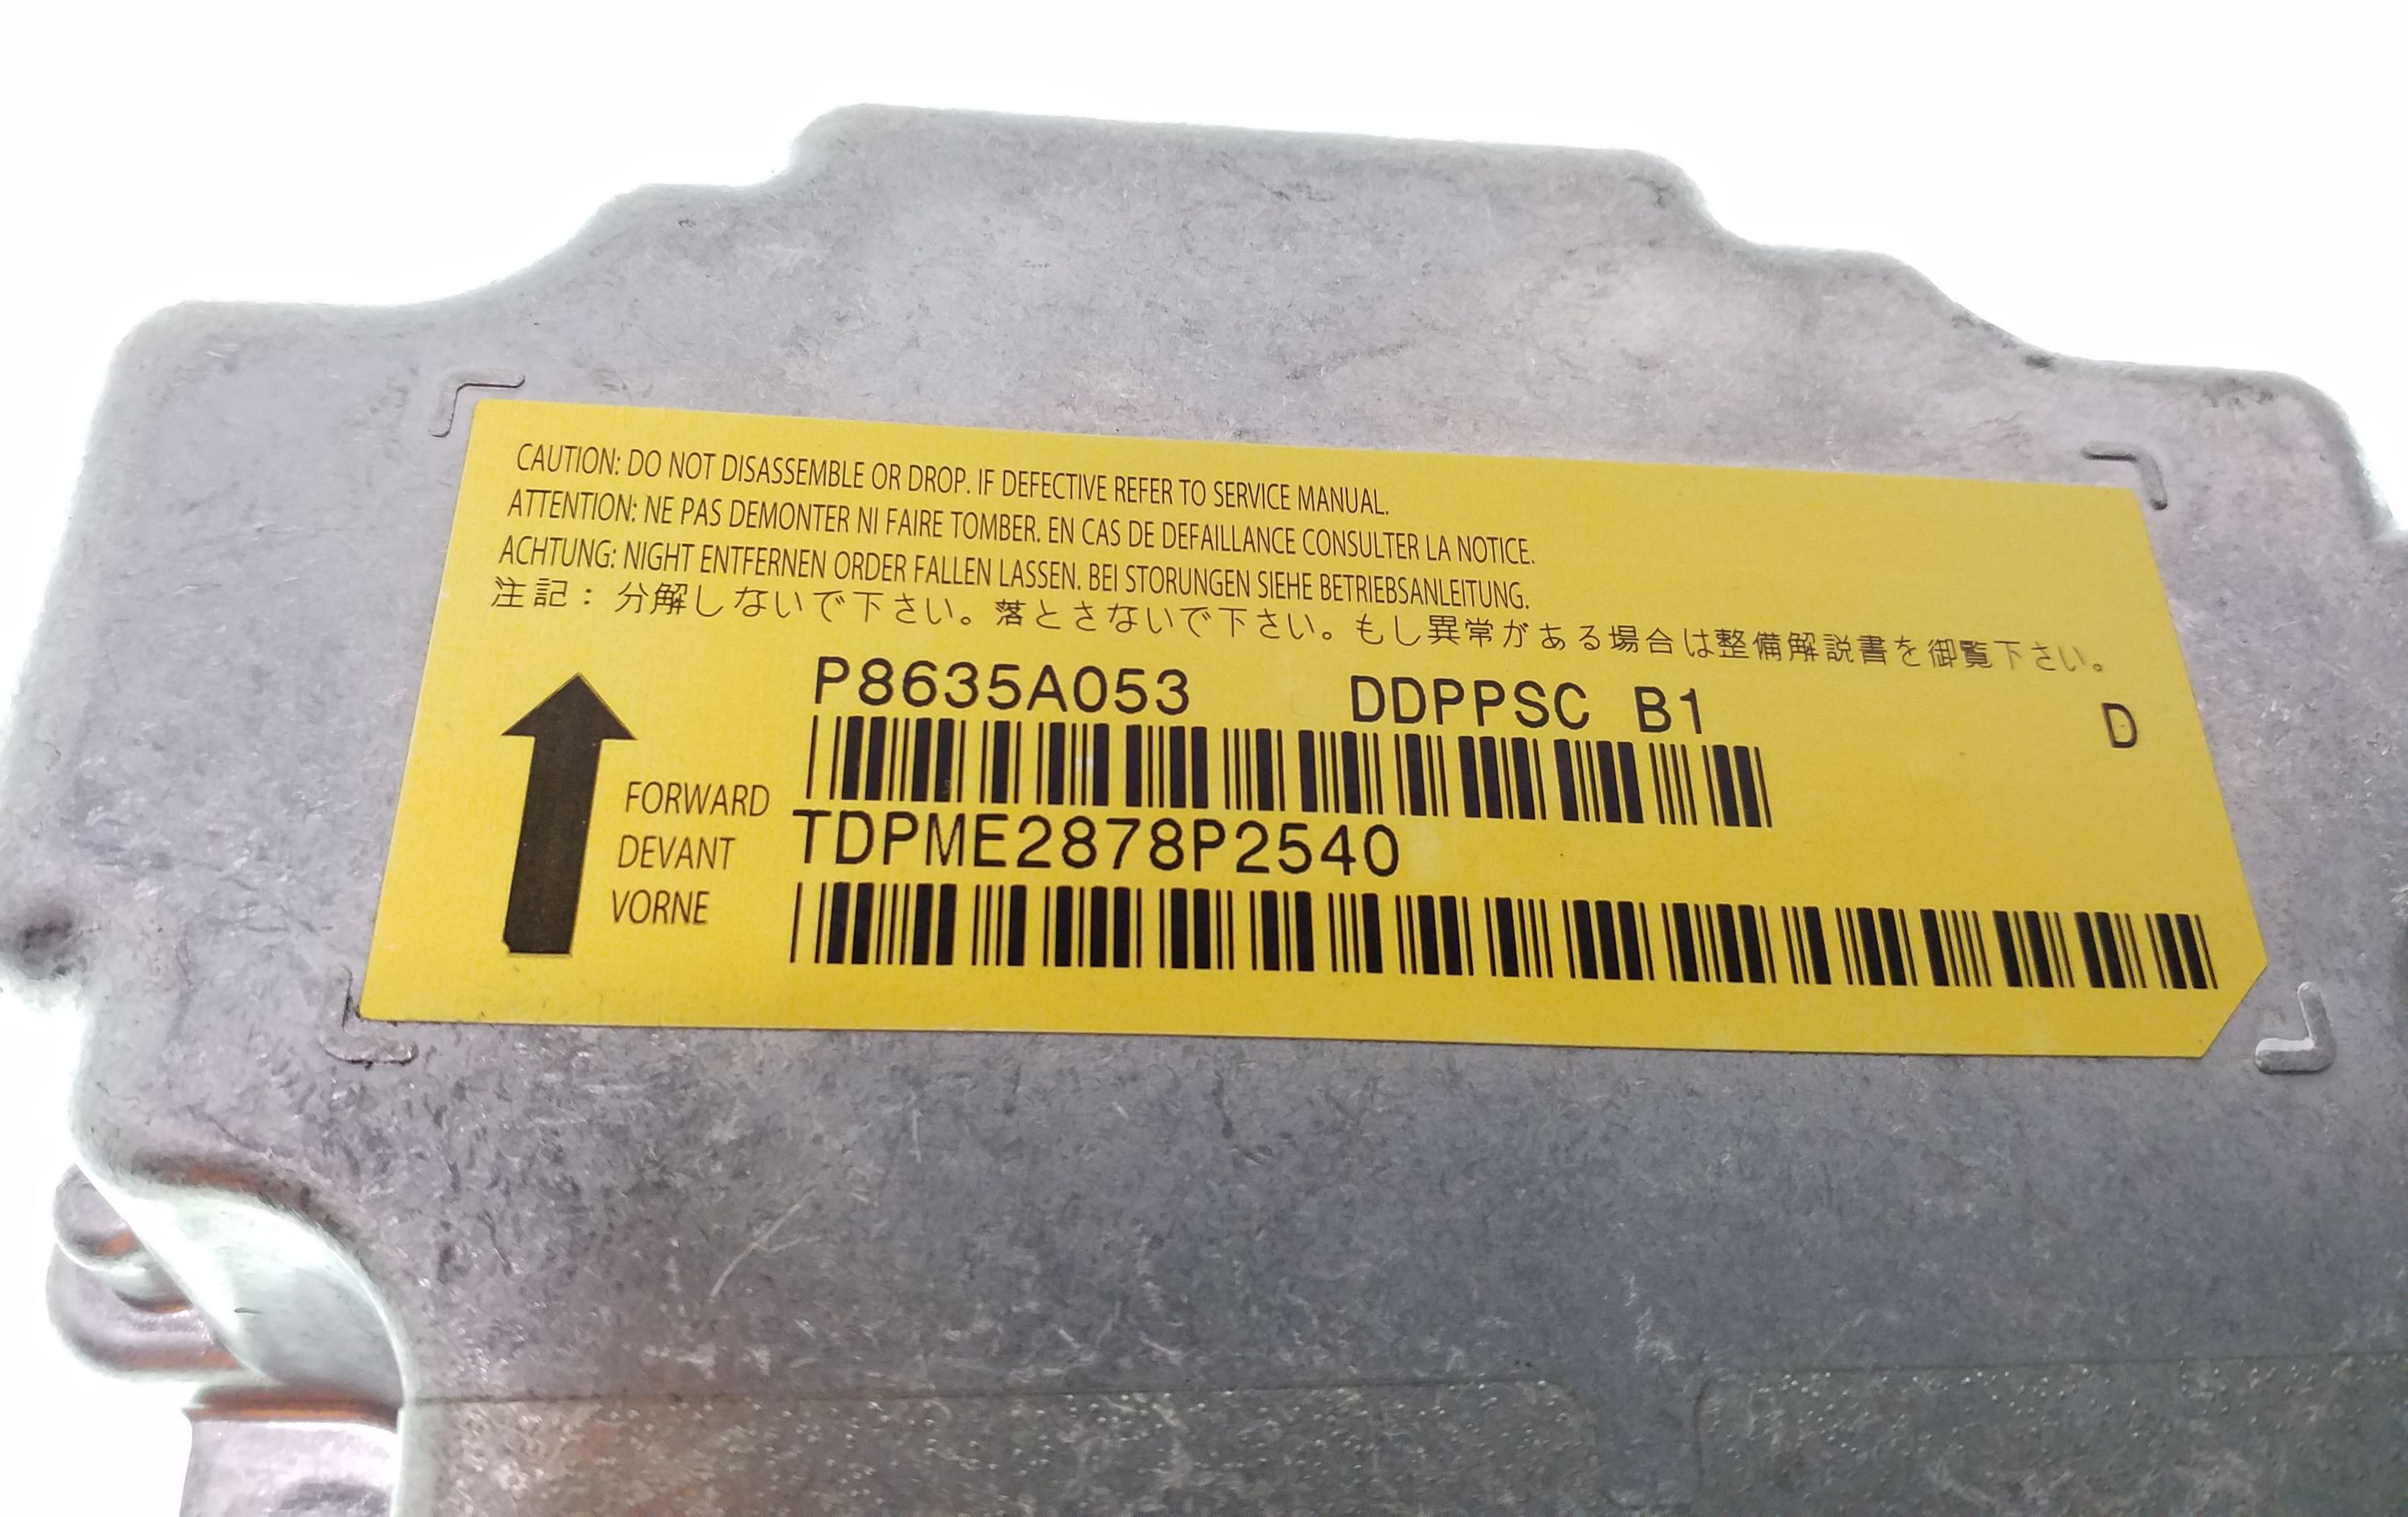 CAUTION: DO NOT DISASSEMBLE OR DROP. IF DEFECTIVE REFER TO SERVICE MANUAL.
ATTENTION: NE PAS DEMONTER NI FAIRE TOMBER. EN CAS DE DEFAILLANCE CONSULTER LA NOTICE.
ACHTUNG: NIGHT ENTFERNEN ORDER FALLEN LASSEN. BEI STORUNGEN SIEHE BETRIEBSANLEITUNG.
注記：分解しないで下さい。落とさないで下さい。もし異常がある場合は整備解説書を御覧下さい。
P8635A053 DDPPSC B1 D
FORWARD
TDPME2878P2540
DEVANT
VORNE